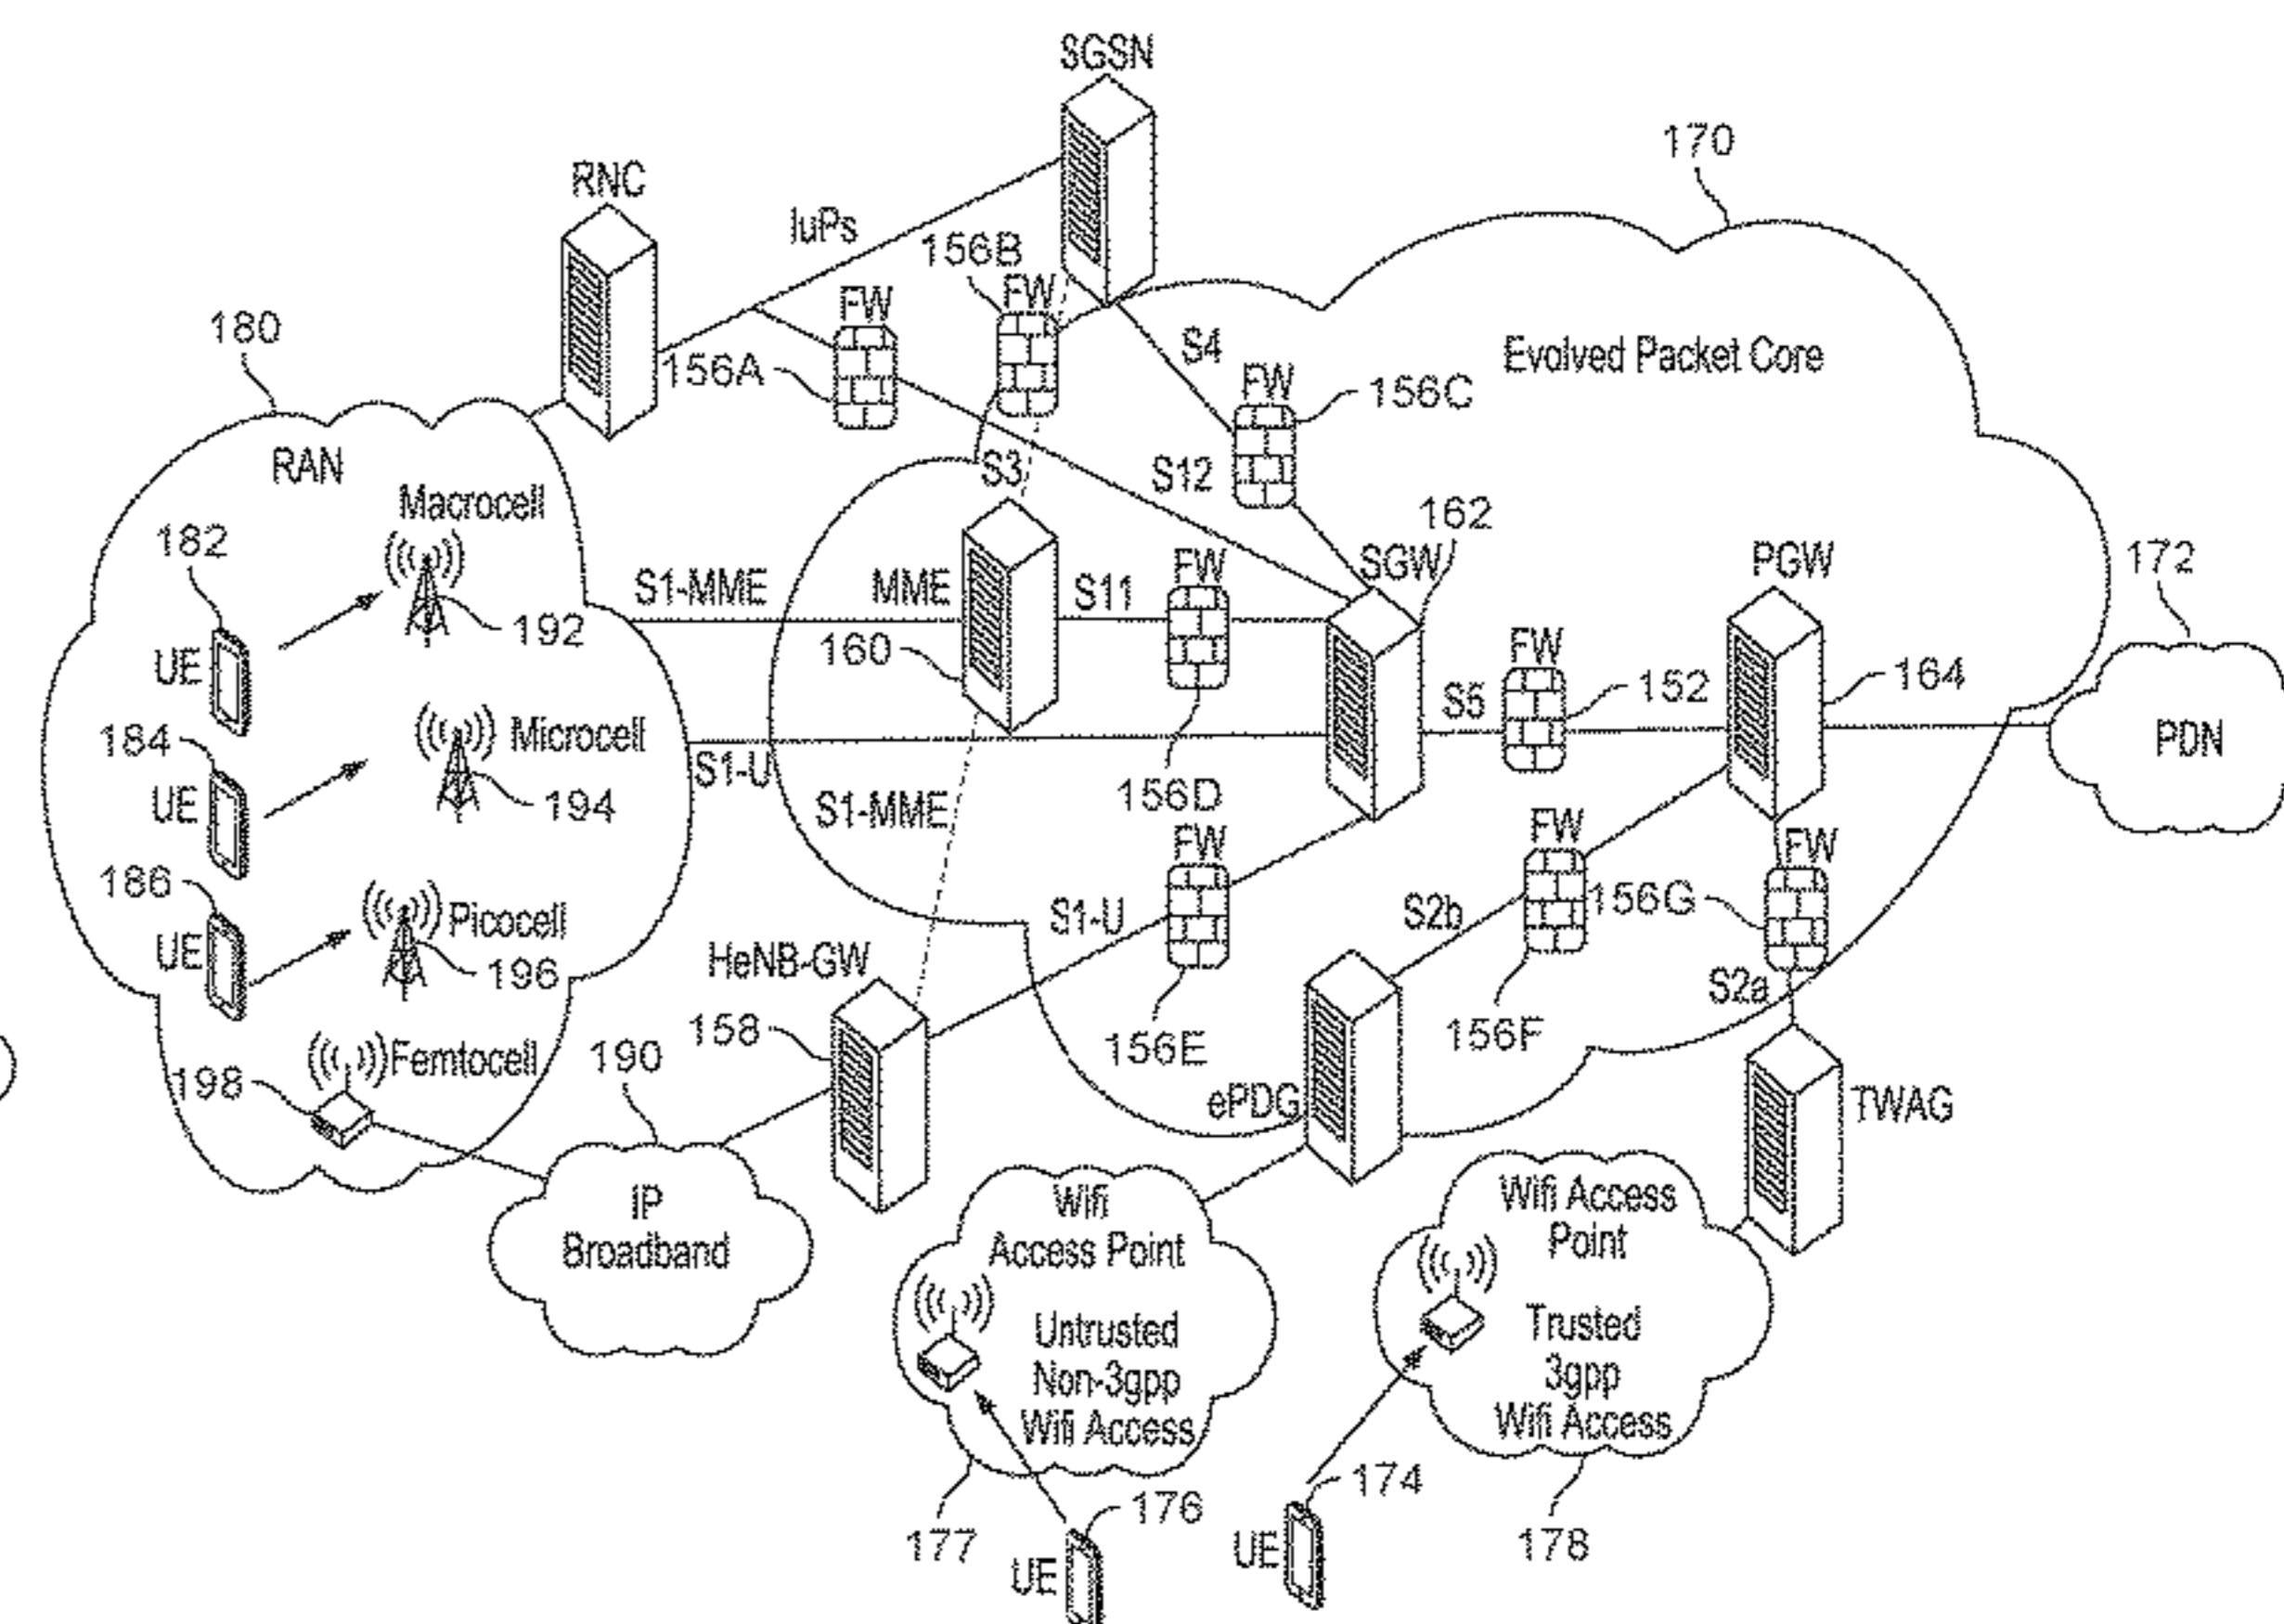 SGSN
170
RNC
IuPs
156B
FW
FW
180
S4
Evolved Packet Core
156A
FW
156C
RAN
S3
S12
Macrocell
162
182
SGW
PGW
172
S1-MME
MME
S11
FW
192
160
FW
UE
S5
152
164
184
Microcell
PDN
S1-U
UE
194
S1-MME
156D
FW
FW
FW
186
Picocell
S1-U
S2b
156G
UE
196
HeNB-GW
S2a
158
156E
156F
190
Femtocell
198
ePDG
TWAG
IP
Broadband
Wifi
Access Point
Untrusted
Non-3gpp
Wifi Access
Wifi Access
Point
Trusted
3gpp
Wifi Access
174
176
177
UE
178
UE